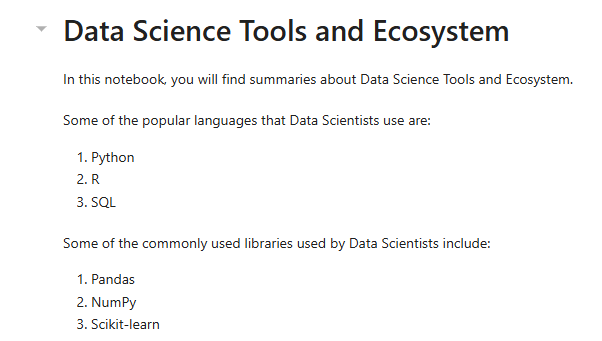 Data Science Tools and Ecosystem
In this notebook, you will find summaries about Data Science Tools and Ecosystem.
Some of the popular languages that Data Scientists use are:
1. Python
2. R
3. SQL
Some of the commonly used libraries used by Data Scientists include:
1. Pandas
2. NumPy
3. Scikit-learn